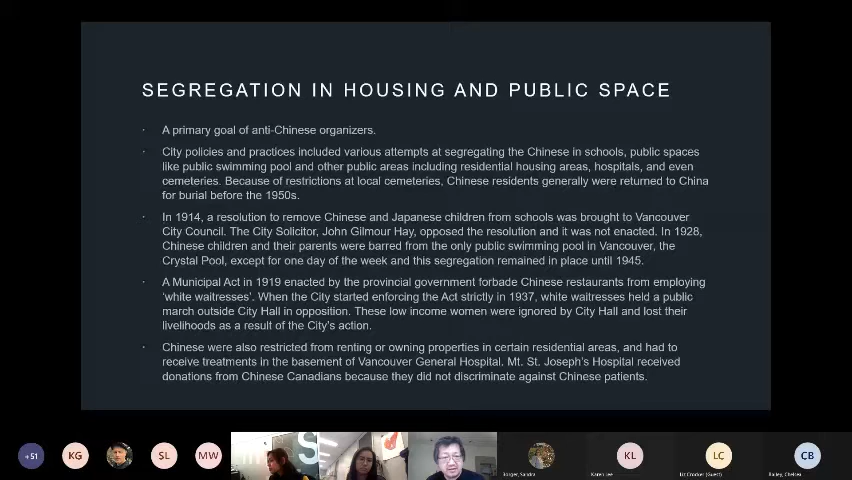 SEGREGATION IN HOUSING AND PUBLIC SPACE
· A primary goal of anti-Chinese organizers.
· City policies and practices included various attempts at segregating the Chinese in schools, public spaces
like public swimming pool and other public areas including residential housing areas, hospitals, and even
cemeteries. Because of restrictions at local cemeteries, Chinese residents generally were returned to China
for burial before the 1950s.
· In 1914, a resolution to remove Chinese and Japanese children from schools was brought to Vancouver
City Council. The City Solicitor, John Gilmour Hay, opposed the resolution and it was not enacted. In 1928,
Chinese children and their parents were barred from the only public swimming pool in Vancouver, the
Crystal Pool, except for one day of the week and this segregation remained in place until 1945.
· A Municipal Act in 1919 enacted by the provincial government forbade Chinese restaurants from employing
‘white waitresses’. When the City started enforcing the Act strictly in 1937, white waitresses held a public
march outside City Hall in opposition. These low income women were ignored by City Hall and lost their
livelihoods as a result of the City’s action.
· Chinese were also restricted from renting or owning properties in certain residential areas, and had to
receive treatments in the basement of Vancouver General Hospital. Mt. St. Joseph’s Hospital received
donations from Chinese Canadians because they did not discriminate against Chinese patients.
+51
KG
SL
MW
S
KL
LC
CB
Borger, Sandra
Karen Lee
Liz Crocker (Guest)
Bailey, Chelsea